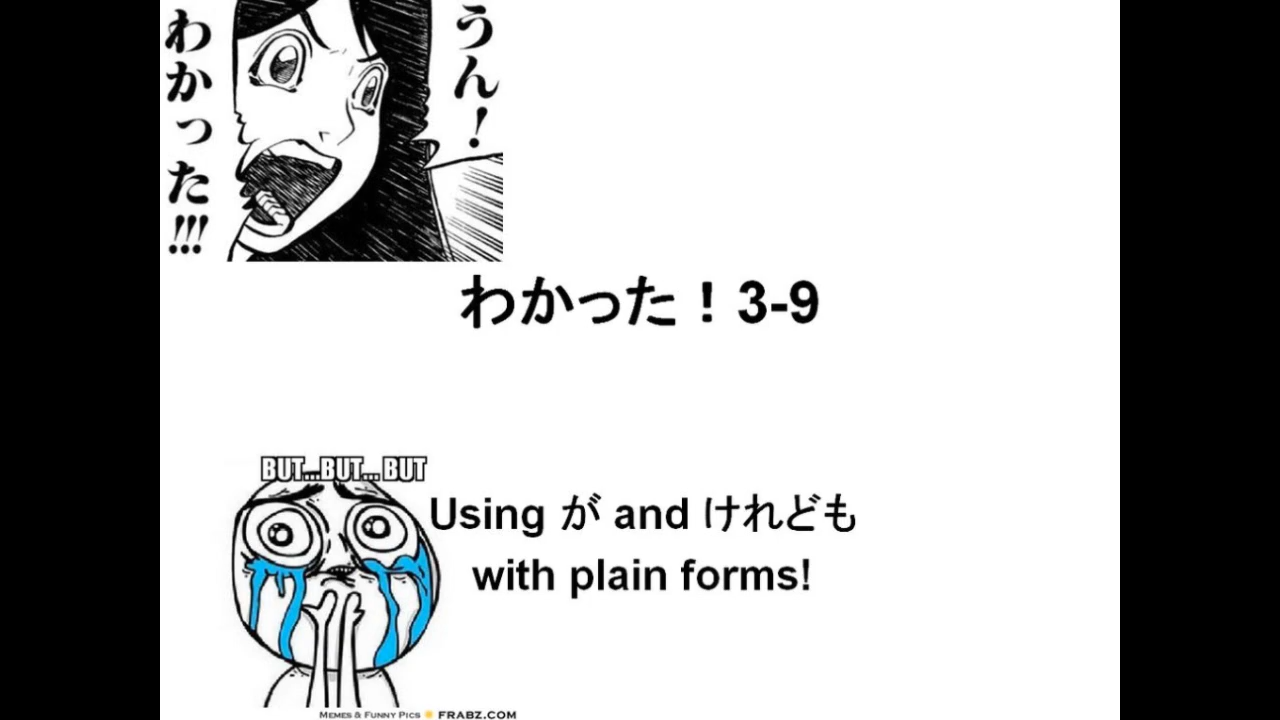 うん！
わかった!!!
わかった！3-9
BUT...BUT...BUT
Using が and けれども
with plain forms!
MEMES & FUNNY PICS FRABZ.COM